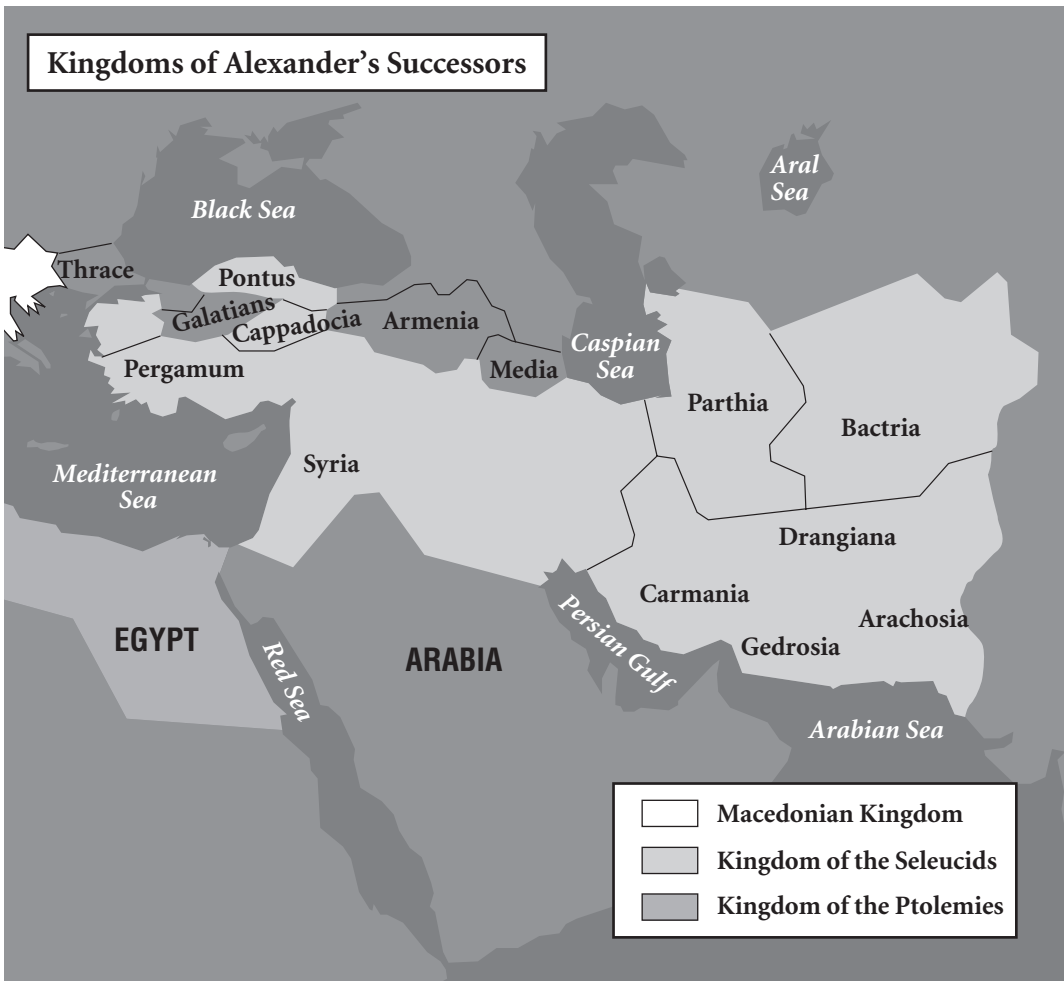 Kingdoms of Alexander’s Successors
Aral
Sea
Black Sea
Thrace
Pontus
Galatians
Cappadocia
Armenia
Caspian
Sea
Media
Pergamum
Parthia
Bactria
Syria
Mediterranean
Sea
Drangiana
Carmania
Arachosia
Gedrosia
Persian Gulf
EGYPT
Red Sea
ARABIA
Arabian Sea
Macedonian Kingdom
Kingdom of the Seleucids
Kingdom of the Ptolemies